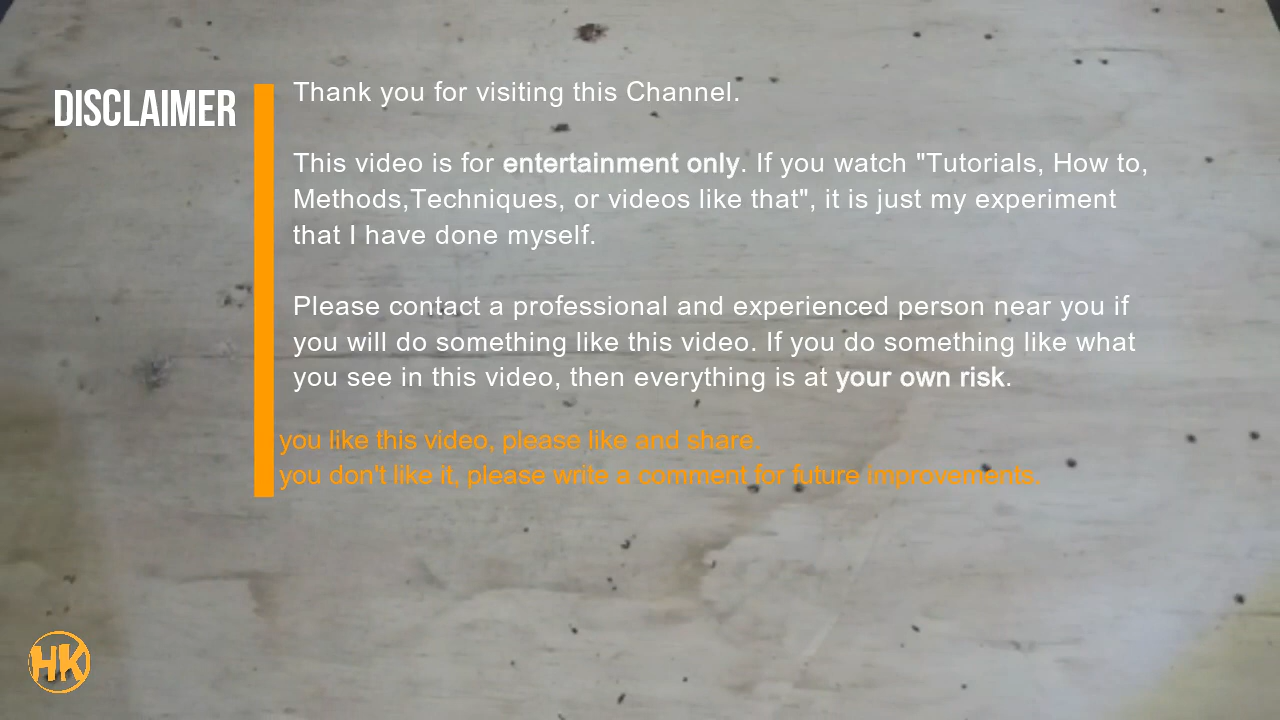 DISCLAIMER
Thank you for visiting this Channel.
This video is for entertainment only. If you watch "Tutorials, How to,
Methods,Techniques, or videos like that", it is just my experiment
that I have done myself.
Please contact a professional and experienced person near you if
you will do something like this video. If you do something like what
you see in this video, then everything is at your own risk.
you like this video, please like and share.
you don't like it, please write a comment for future improvements.
HK